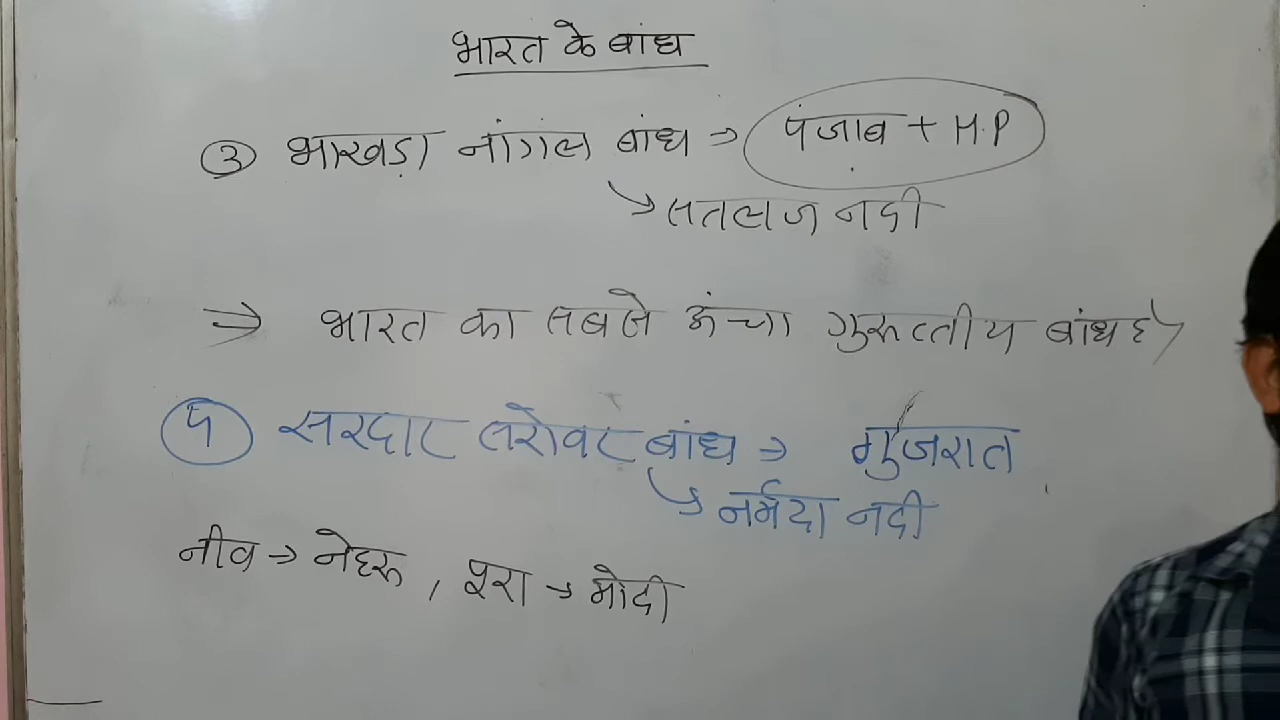 भारत के बांध
③ भाखड़ा नांगल बांध ⇒ पंजाब + H.P
↳ सतलज नदी
⇒ भारत का सबसे ऊंचा गुरुत्तीय बांध है
④ सरदार सरोवर बांध ⇒ गुजरात
↳ नर्मदा नदी
नीव → नेहरू , पूरा → मोदी